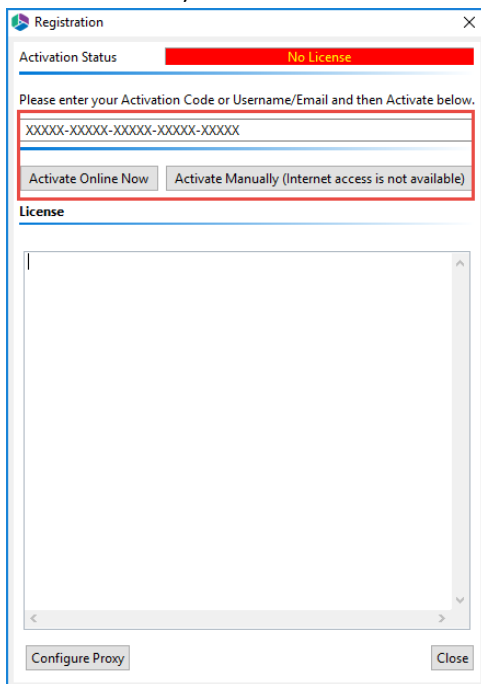 Registration
Activation Status No License
Please enter your Activation Code or Username/Email and then Activate below.
XXXXX-XXXXX-XXXXX-XXXXX-XXXXX
Activate Online Now Activate Manually (Internet access is not available)
License
Configure Proxy Close